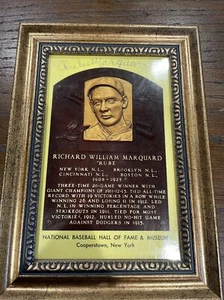 RICHARD WILLIAM MARQUARD
"RUBE"
NEW YORK N.L., BROOKLYN N.L.,
CINCINNATI N.L., BOSTON N.L.
1908-1925
THREE-TIME 20-GAME WINNER WITH
GIANT CHAMPIONS OF 1911-12-13. TIED ALL-TIME
RECORD WITH 19 VICTORIES IN A ROW WHILE
WINNING 26 AND LOSING 11 IN 1912. LED
N.L. IN WINNING PERCENTAGE AND
STRIKEOUTS IN 1911. TIED FOR MOST
VICTORIES, 1912. HURLED NO-HIT GAME
AGAINST DODGERS IN 1915.
NATIONAL BASEBALL HALL OF FAME & MUSEUM
Cooperstown, New York